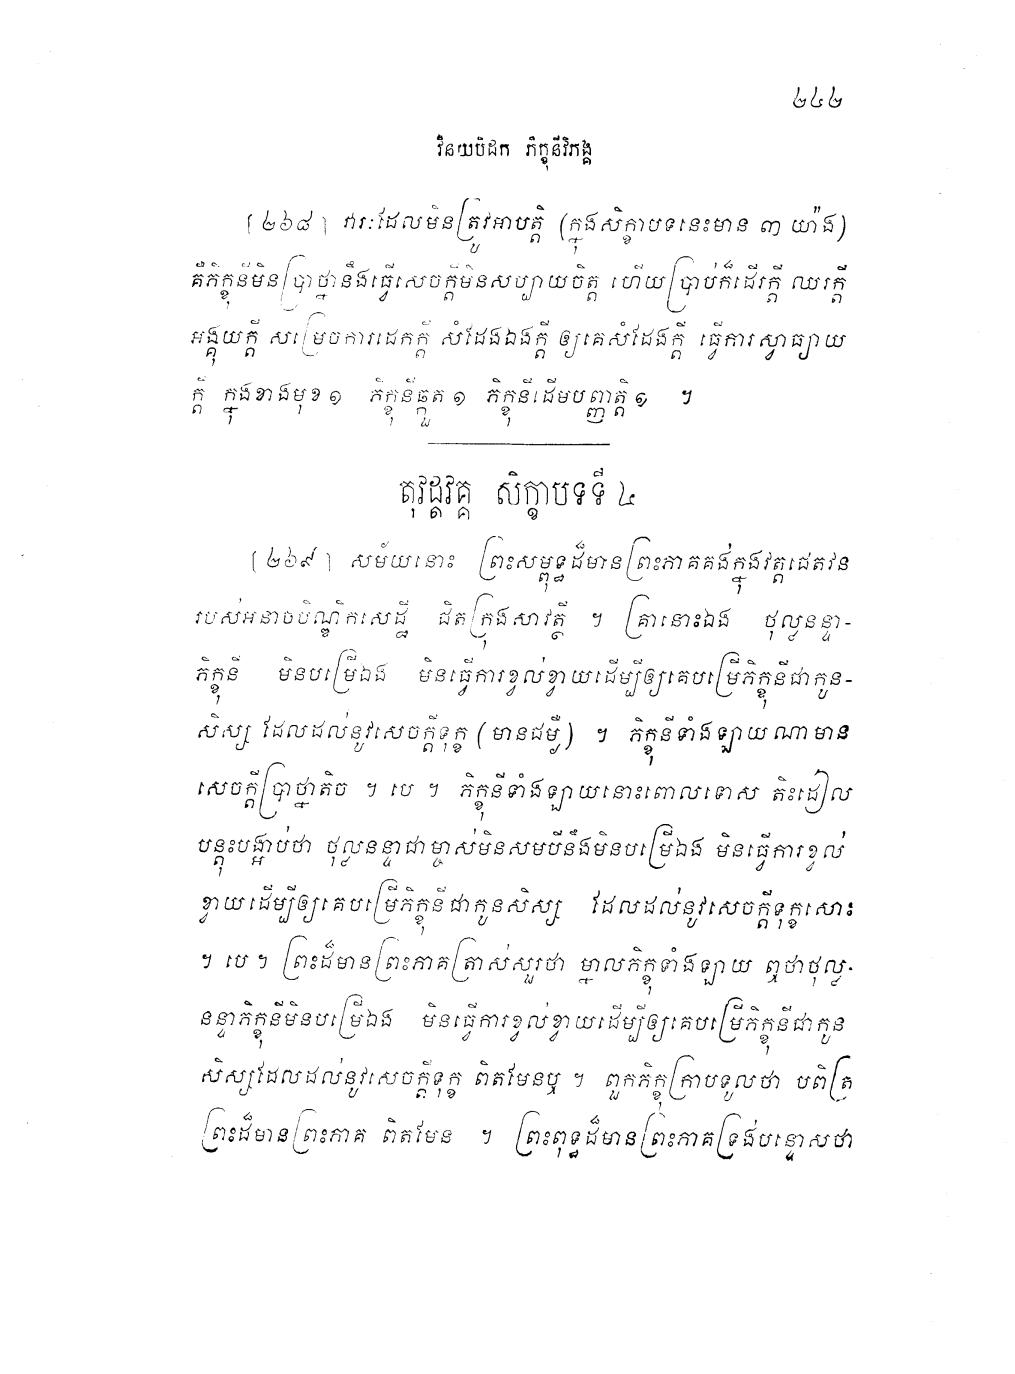 ២៤២
វិនយបិដក ភិក្ខុនីវិភង្គ
[២៦៨] វារៈដែលមិនត្រូវអាបត្តិ (ក្នុងសិក្ខាបទនេះមាន ៣ យ៉ាង)
គឺភិក្ខុនីមិនប្រាថ្នានឹងធ្វើសេចក្តីមិនសប្បាយចិត្ត ហើយប្រាប់ក៏ដើរក្តី ឈរក្តី
អង្គុយក្តី សម្រេចការដេកក្តី សំដែងឯងក្តី ឲ្យគេសំដែងក្តី ធ្វើការស្វាធ្យាយ
ក្តី ក្នុងខាងមុខ ១ ភិក្ខុនីឆ្កួត ១ ភិក្ខុនីដើមបញ្ញត្តិ ១ ។
តុវដ្តវគ្គ សិក្ខាបទទី ៤
[២៦៩] សម័យនោះ ព្រះសម្ពុទ្ធដ៏មានព្រះភាគគង់ក្នុងវត្តជេតវន
របស់អនាថបិណ្ឌិកសេដ្ឋី ជិតក្រុងសាវត្ថី ។ គ្រានោះឯង ថុល្លនន្ទា-
ភិក្ខុនី មិនបម្រើឯង មិនធ្វើការខ្វល់ខ្វាយដើម្បីឲ្យគេបម្រើភិក្ខុនីជាកូន-
សិស្ស ដែលដល់នូវសេចក្តីទុក្ខ (មានជម្ងឺ) ។ ភិក្ខុនីទាំងឡាយណាមាន
សេចក្តីប្រាថ្នាតិច ។ បេ ។ ភិក្ខុនីទាំងឡាយនោះពោលទោស តិះដៀល
បន្តុះបង្អាប់ថា ថុល្លនន្ទាជាម្ចាស់មិនសមបីនឹងមិនបម្រើឯង មិនធ្វើការខ្វល់
ខ្វាយដើម្បីឲ្យគេបម្រើភិក្ខុនីជាកូនសិស្ស ដែលដល់នូវសេចក្តីទុក្ខសោះ
។ បេ ។ ព្រះដ៏មានព្រះភាគត្រាស់សួរថា ម្នាលភិក្ខុទាំងឡាយ ឮថាថុល្ល-
នន្ទាភិក្ខុនីមិនបម្រើឯង មិនធ្វើការខ្វល់ខ្វាយដើម្បីឲ្យគេបម្រើភិក្ខុនីជាកូន
សិស្សដែលដល់នូវសេចក្តីទុក្ខ ពិតមែនឬ ។ ពួកភិក្ខុក្រាបទូលថា បពិត្រ
ព្រះដ៏មានព្រះភាគ ពិតមែន ។ ព្រះពុទ្ធដ៏មានព្រះភាគទ្រង់បន្ទោសថា